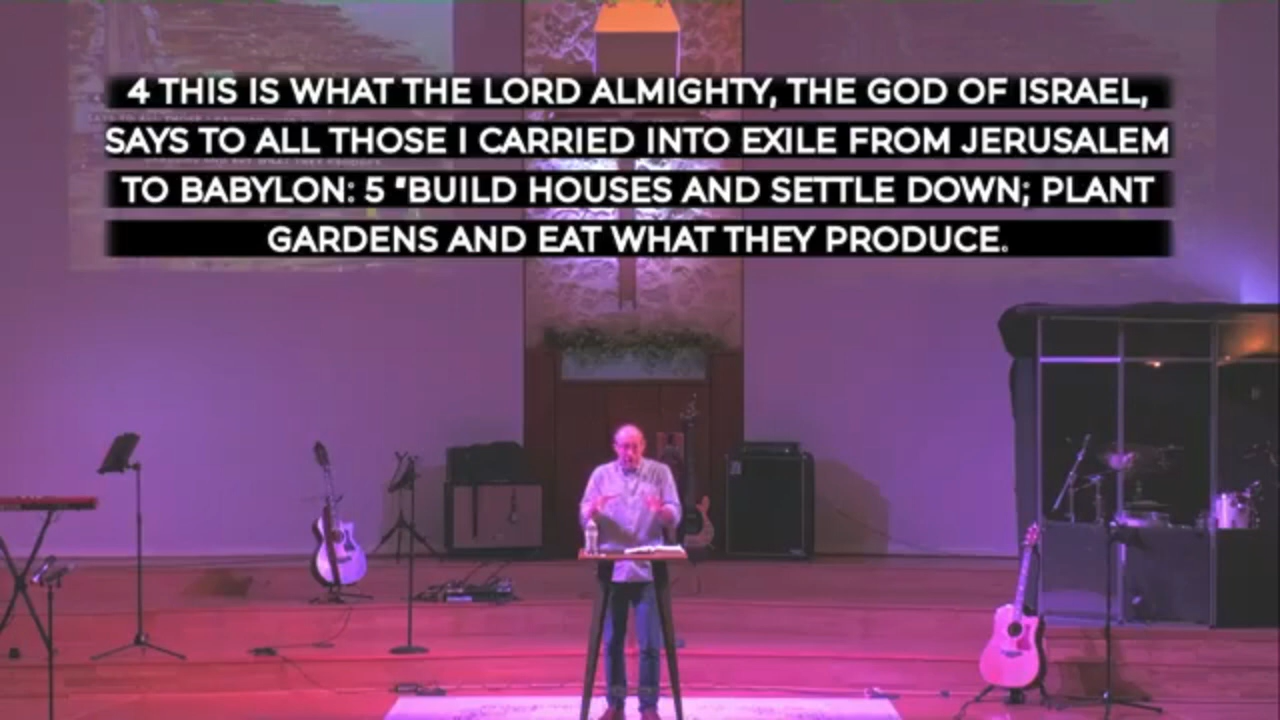 4 THIS IS WHAT THE LORD ALMIGHTY, THE GOD OF ISRAEL,
SAYS TO ALL THOSE I CARRIED INTO EXILE FROM JERUSALEM
TO BABYLON: 5 "BUILD HOUSES AND SETTLE DOWN; PLANT
GARDENS AND EAT WHAT THEY PRODUCE.